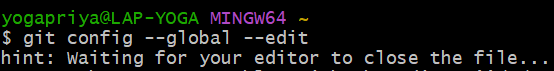 yogapriya@LAP-YOGA MINGW64 ~
$ git config --global --edit
hint: Waiting for your editor to close the file...